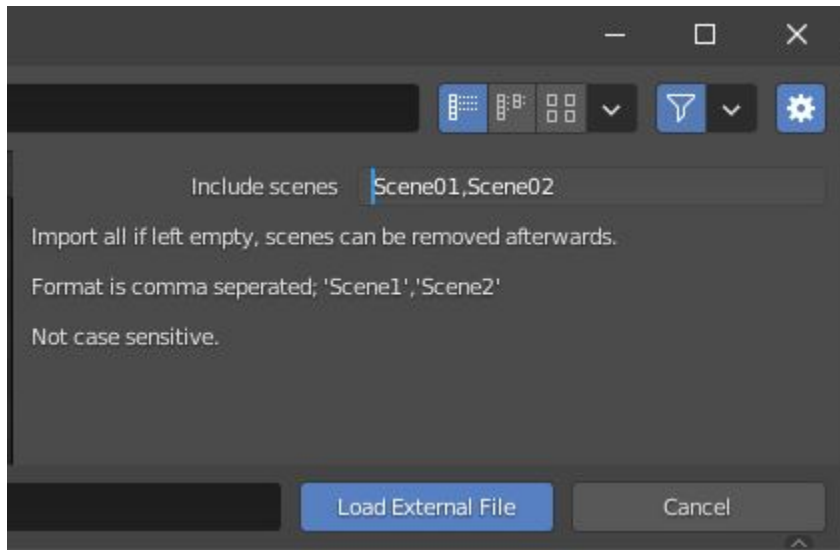 Include scenes Scene01,Scene02
Import all if left empty, scenes can be removed afterwards.
Format is comma seperated; 'Scene1','Scene2'
Not case sensitive.
Load External File Cancel